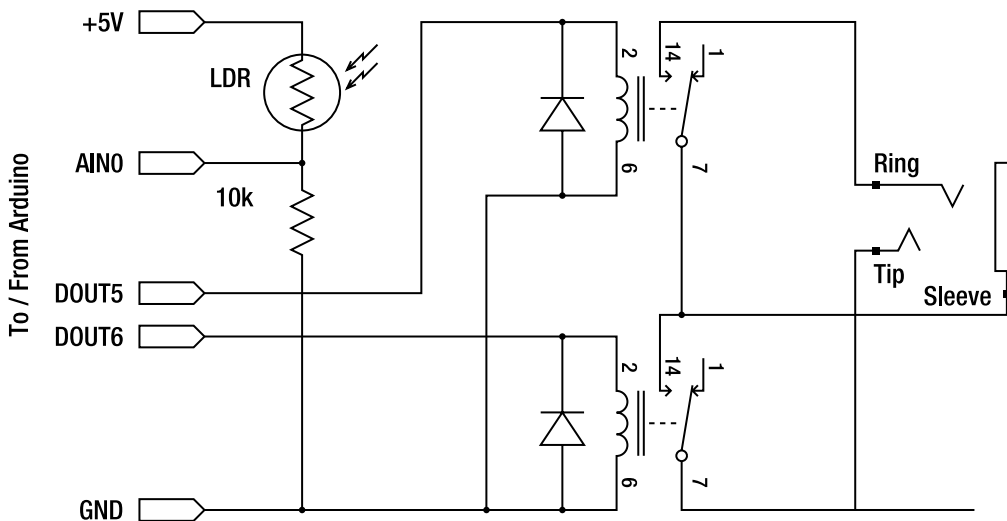 To / From Arduino
+5V
LDR
AIN0
10k
DOUT5
DOUT6
GND
2
6
14
1
7
2
6
14
1
7
Ring
Tip
Sleeve